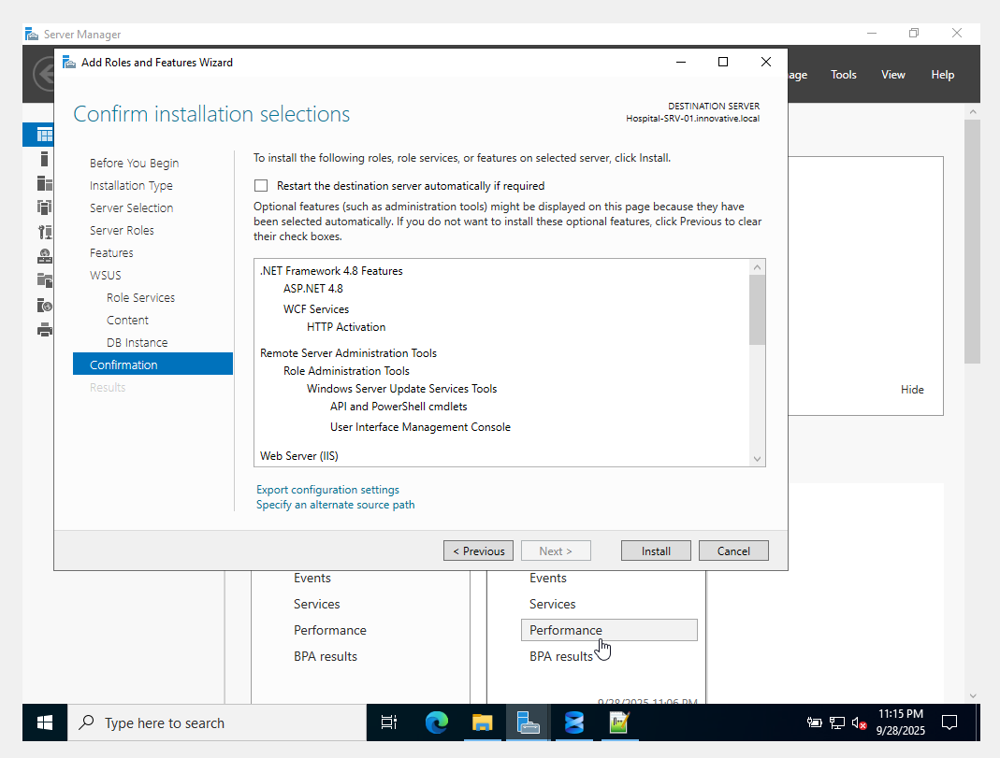 Server Manager
Add Roles and Features Wizard
Tools
View
Help
Confirm installation selections
DESTINATION SERVER
Hospital-SRV-01.innovative.local
Before You Begin
Installation Type
Server Selection
Server Roles
Features
WSUS
Role Services
Content
DB Instance
Confirmation
Results
To install the following roles, role services, or features on selected server, click Install.
Restart the destination server automatically if required
Optional features (such as administration tools) might be displayed on this page because they have
been selected automatically. If you do not want to install these optional features, click Previous to clear
their check boxes.
.NET Framework 4.8 Features
ASP.NET 4.8
WCF Services
HTTP Activation
Remote Server Administration Tools
Role Administration Tools
Windows Server Update Services Tools
API and PowerShell cmdlets
User Interface Management Console
Web Server (IIS)
Export configuration settings
Specify an alternate source path
< Previous
Next >
Install
Cancel
Hide
Events
Services
Performance
BPA results
Events
Services
Performance
BPA results
9/28/2025 11:06 PM
Type here to search
11:15 PM
9/28/2025